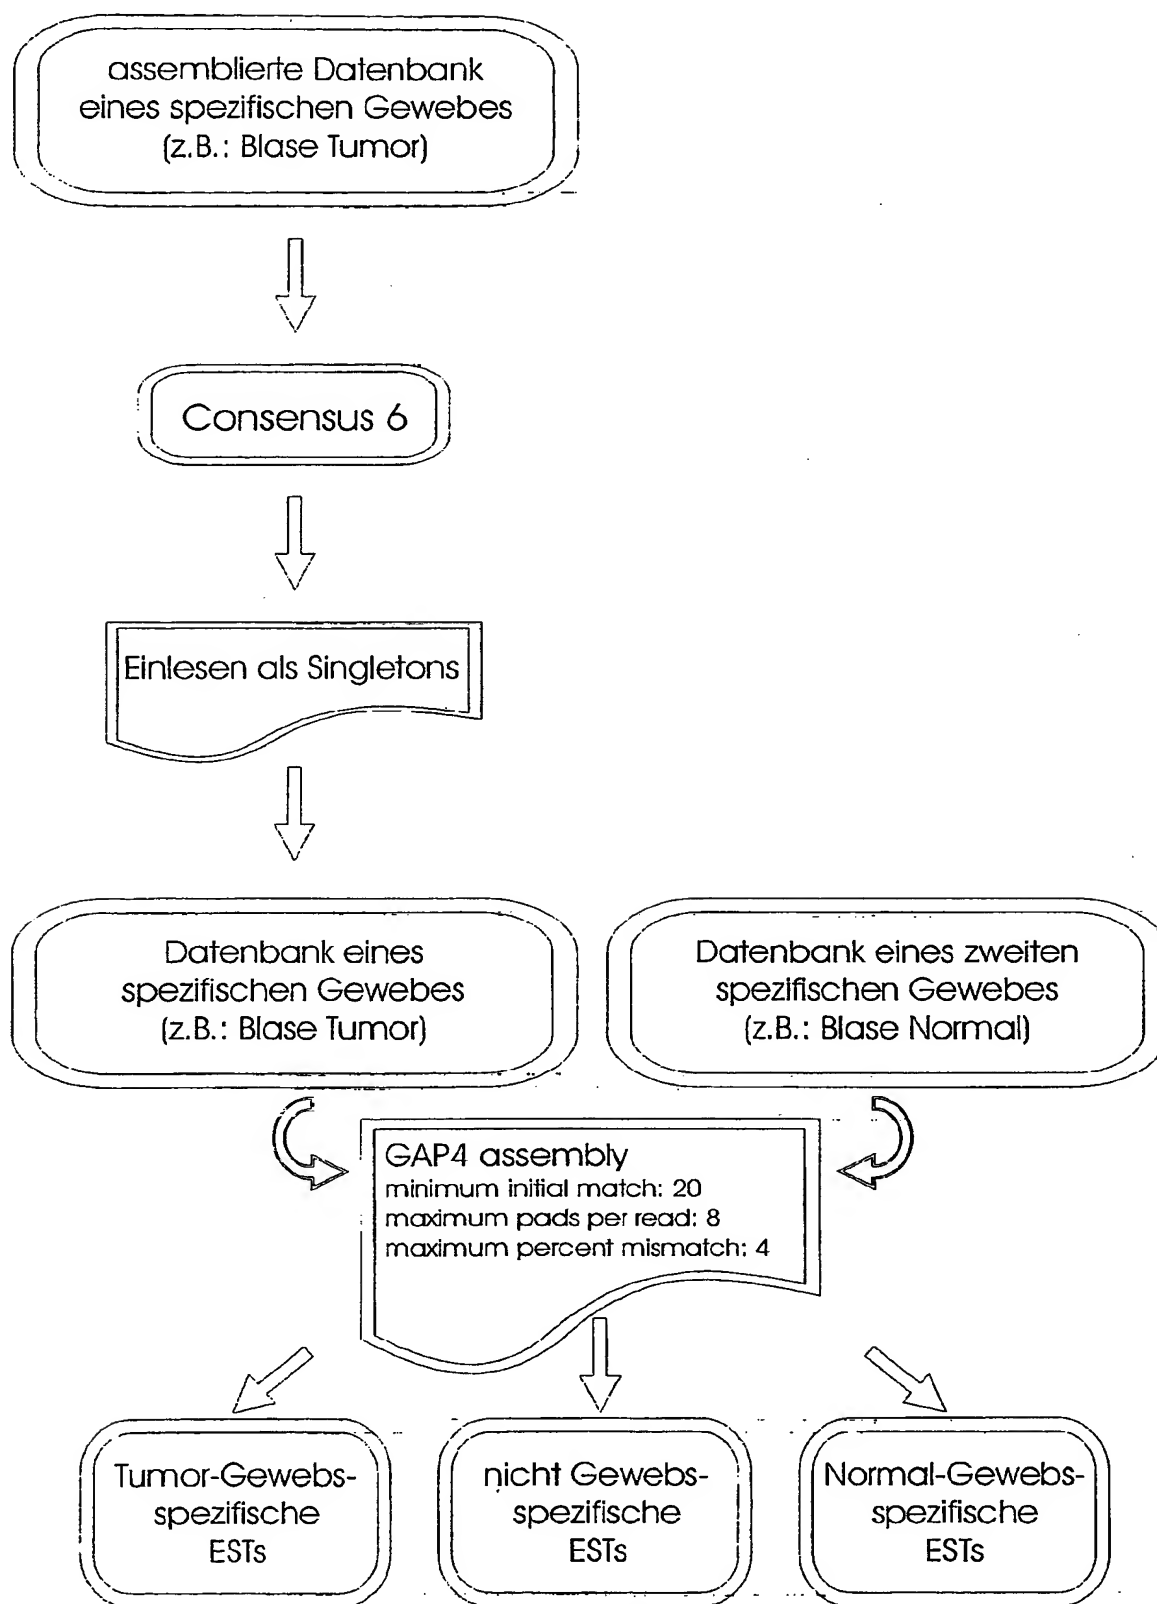 assemblierte Datenbank
eines spezifischen Gewebes
(z.B.: Blase Tumor)
Consensus 6
Einlesen als Singletons
Datenbank eines
spezifischen Gewebes
(z.B.: Blase Tumor)
Datenbank eines zweiten
spezifischen Gewebes
(z.B.: Blase Normal)
GAP4 assembly
minimum initial match: 20
maximum pads per read: 8
maximum percent mismatch: 4
Tumor-Gewebs-
spezifische
ESTs
nicht Gewebs-
spezifische
ESTs
Normal-Gewebs-
spezifische
ESTs